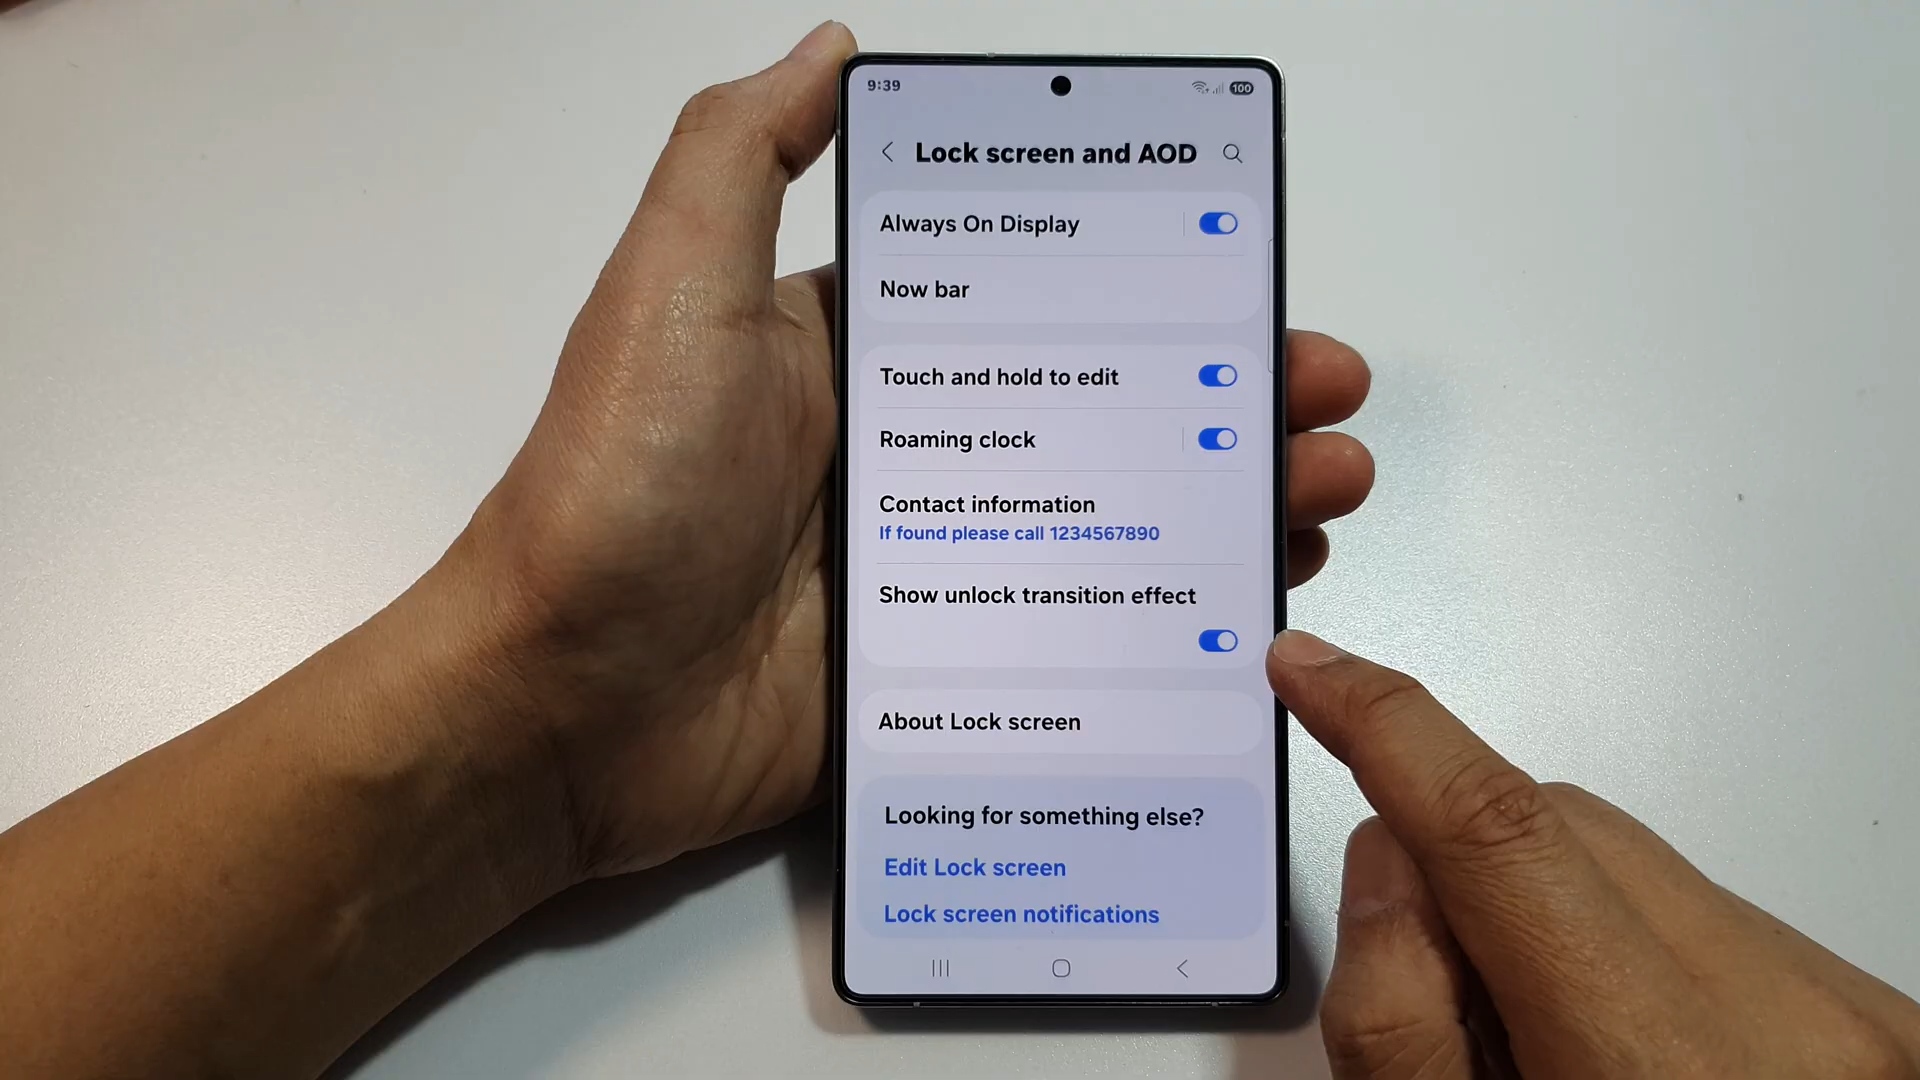 9:39
100
Lock screen and AOD
Always On Display
Now bar
Touch and hold to edit
Roaming clock
Contact information
If found please call 1234567890
Show unlock transition effect
About Lock screen
Looking for something else?
Edit Lock screen
Lock screen notifications